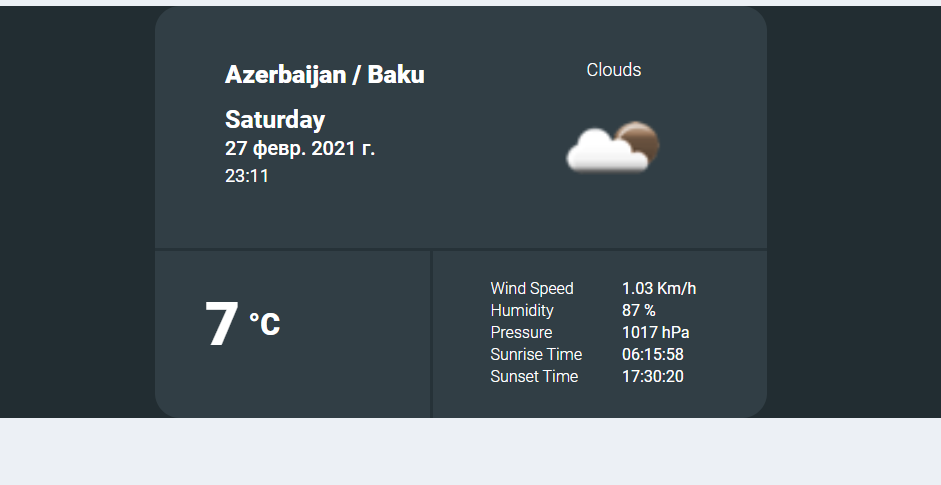 Azerbaijan / Baku
Clouds
Saturday
27 февр. 2021 г.
23:11
7 °C
Wind Speed 1.03 Km/h
Humidity 87 %
Pressure 1017 hPa
Sunrise Time 06:15:58
Sunset Time 17:30:20